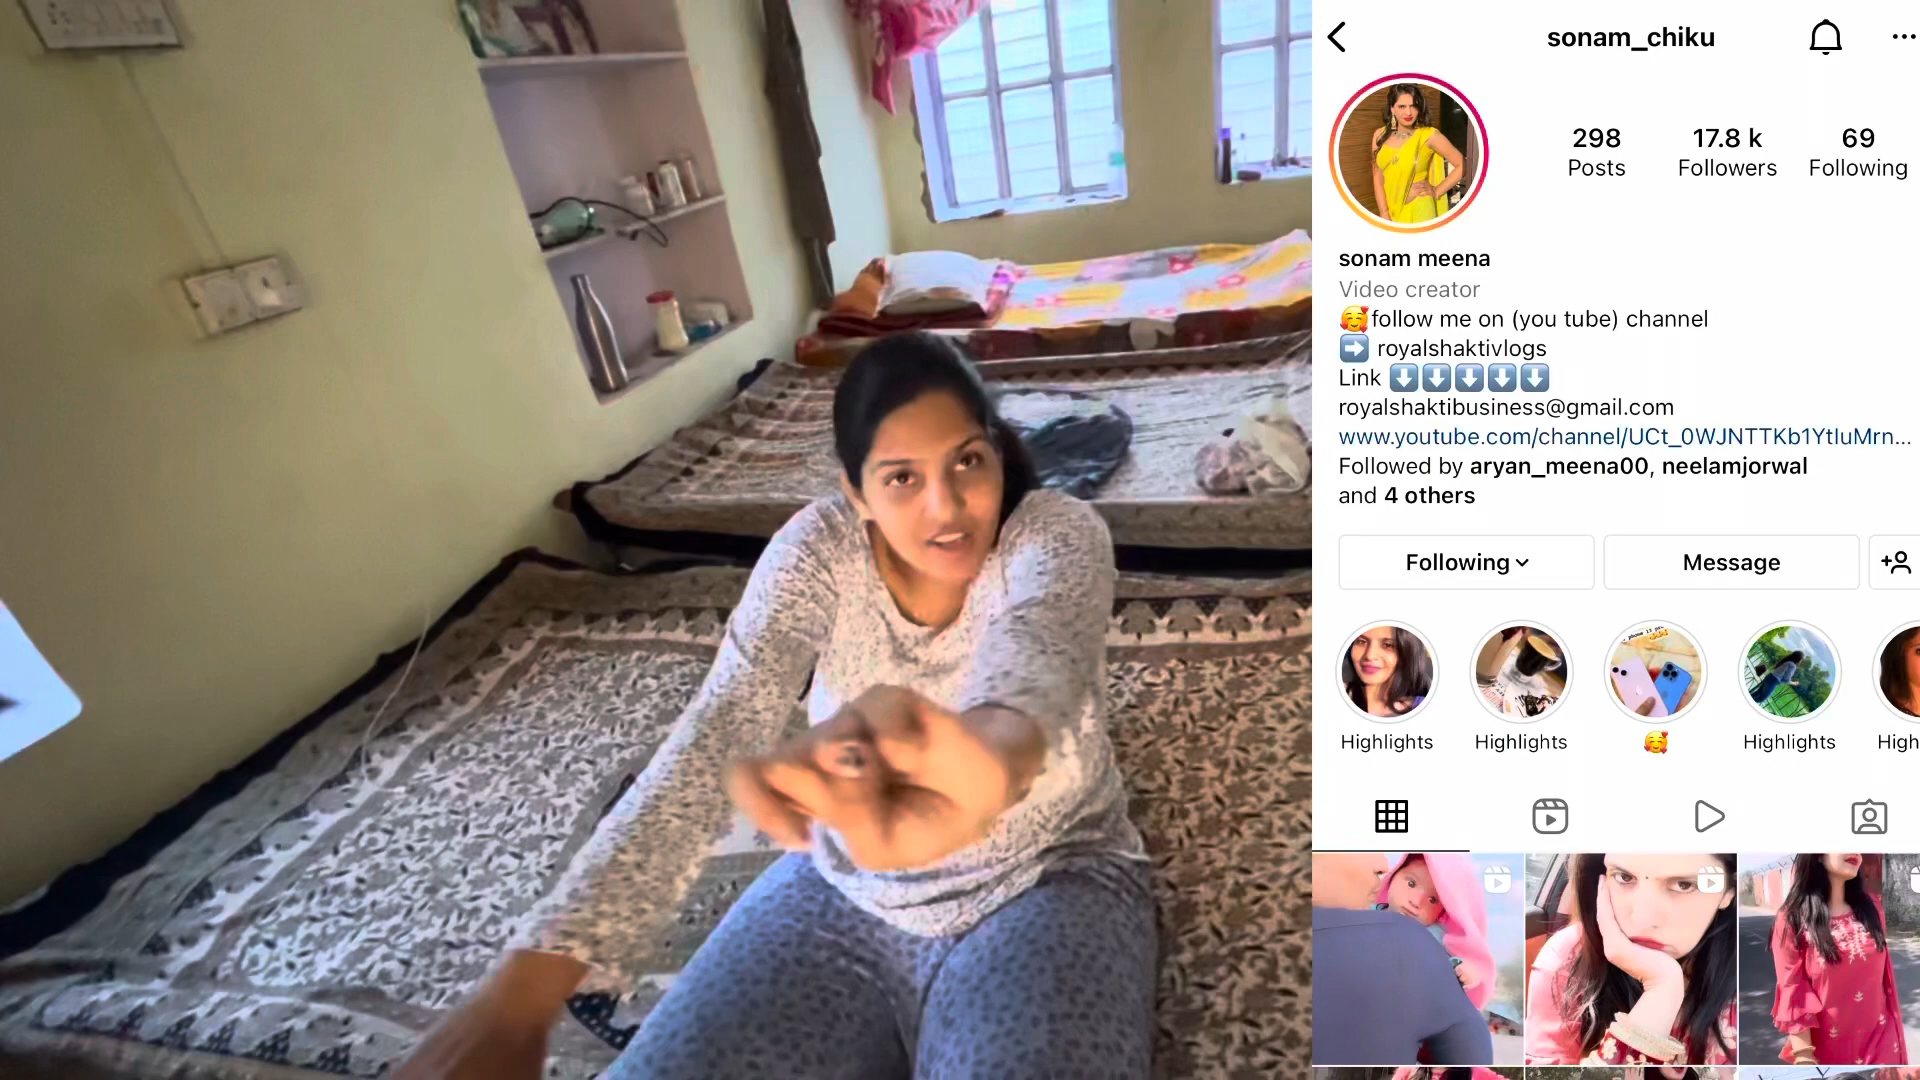 sonam_chiku
298
Posts
17.8 k
Followers
69
Following
sonam meena
Video creator
🥰follow me on (you tube) channel
➡️ royalshaktivlogs
Link ⬇️⬇️⬇️⬇️⬇️
royalshaktibusiness@gmail.com
www.youtube.com/channel/UCt_0WJNTTKb1YtIuMrn...
Followed by aryan_meena00, neelamjorwal
and 4 others
Following
Message
Highlights
Highlights
🥰
Highlights
High